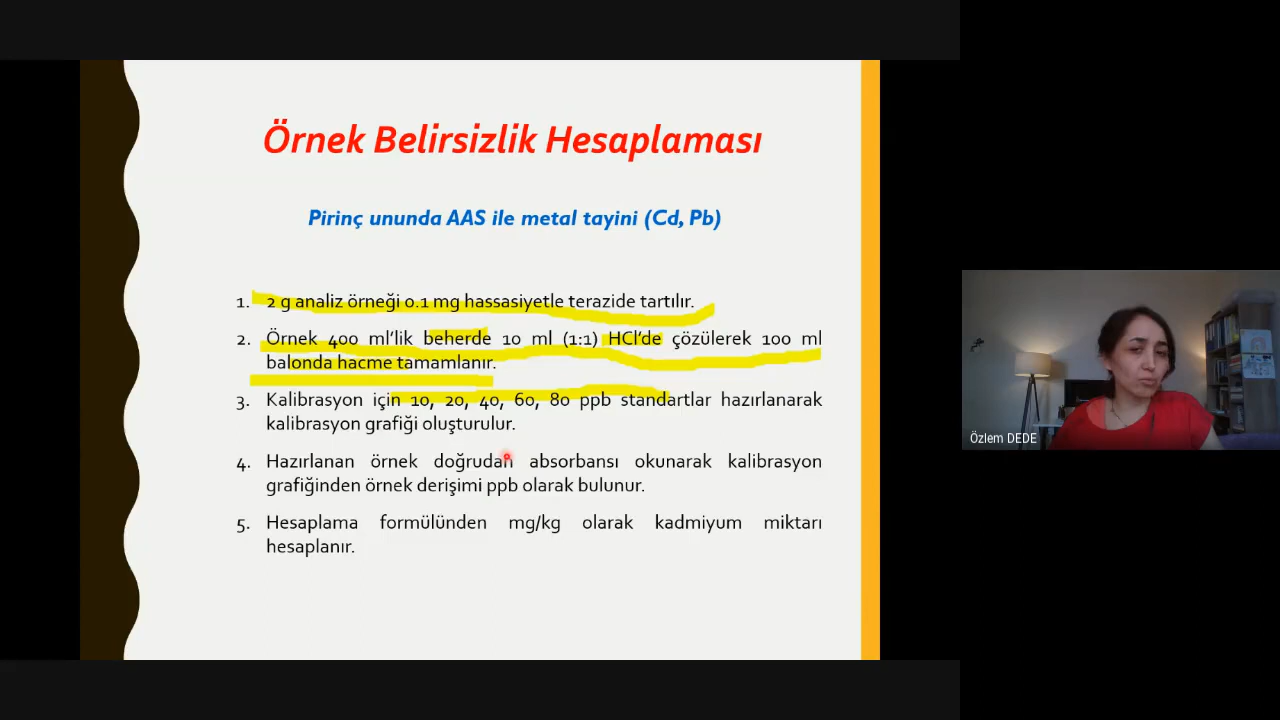 Örnek Belirsizlik Hesaplaması
Pirinç ununda AAS ile metal tayini (Cd, Pb)
1. 2 g analiz örneği 0.1 mg hassasiyetle terazide tartılır.
2. Örnek 400 ml’lik beherde 10 ml (1:1) HCl’de çözülerek 100 ml
balonda hacme tamamlanır.
3. Kalibrasyon için 10, 20, 40, 60, 80 ppb standartlar hazırlanarak
kalibrasyon grafiği oluşturulur.
4. Hazırlanan örnek doğrudan absorbansı okunarak kalibrasyon
grafiğinden örnek derişimi ppb olarak bulunur.
5. Hesaplama formülünden mg/kg olarak kadmiyum miktarı
hesaplanır.
Özlem DEDE